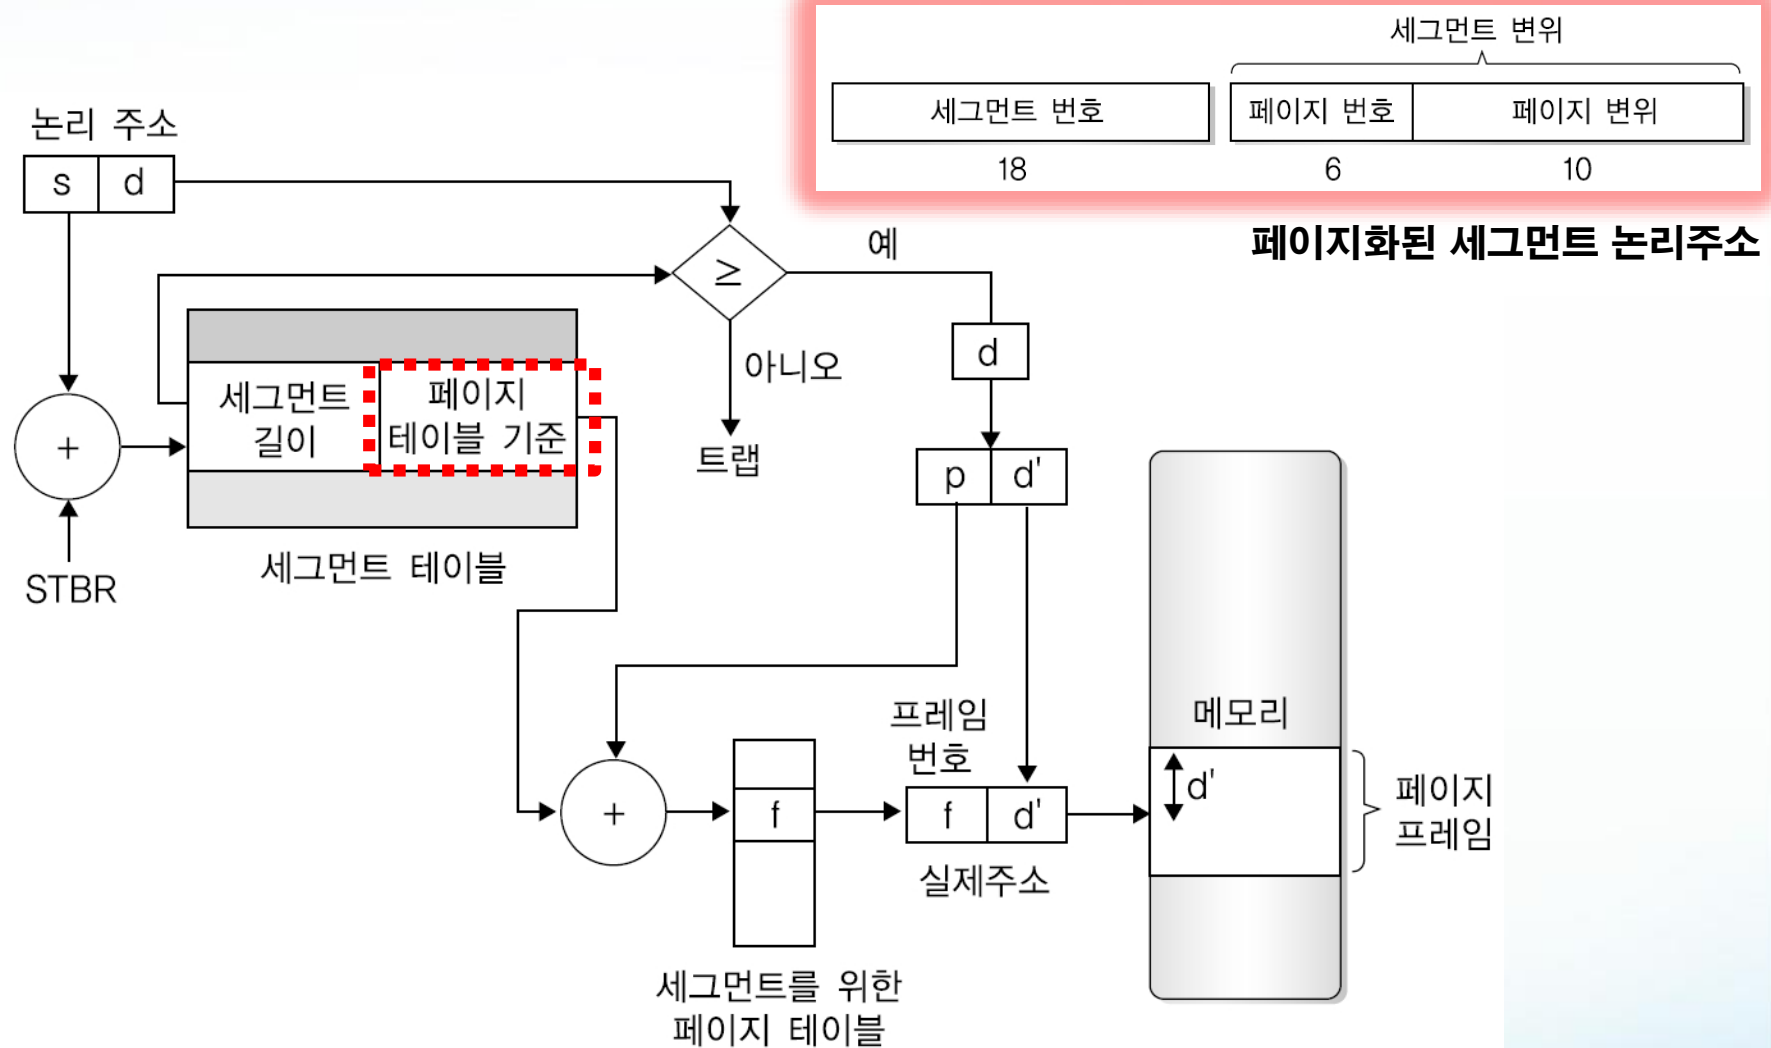 세그먼트 변위
세그먼트 번호
페이지 번호
페이지 변위
18
6
10
페이지화된 세그먼트 논리주소
논리 주소
s
d
≥
예
아니오
트랩
d
세그먼트
길이
페이지
테이블 기준
+
STBR
세그먼트 테이블
p
d'
메모리
프레임
번호
+
f
f
d'
d'
실제주소
페이지
프레임
세그먼트를 위한
페이지 테이블